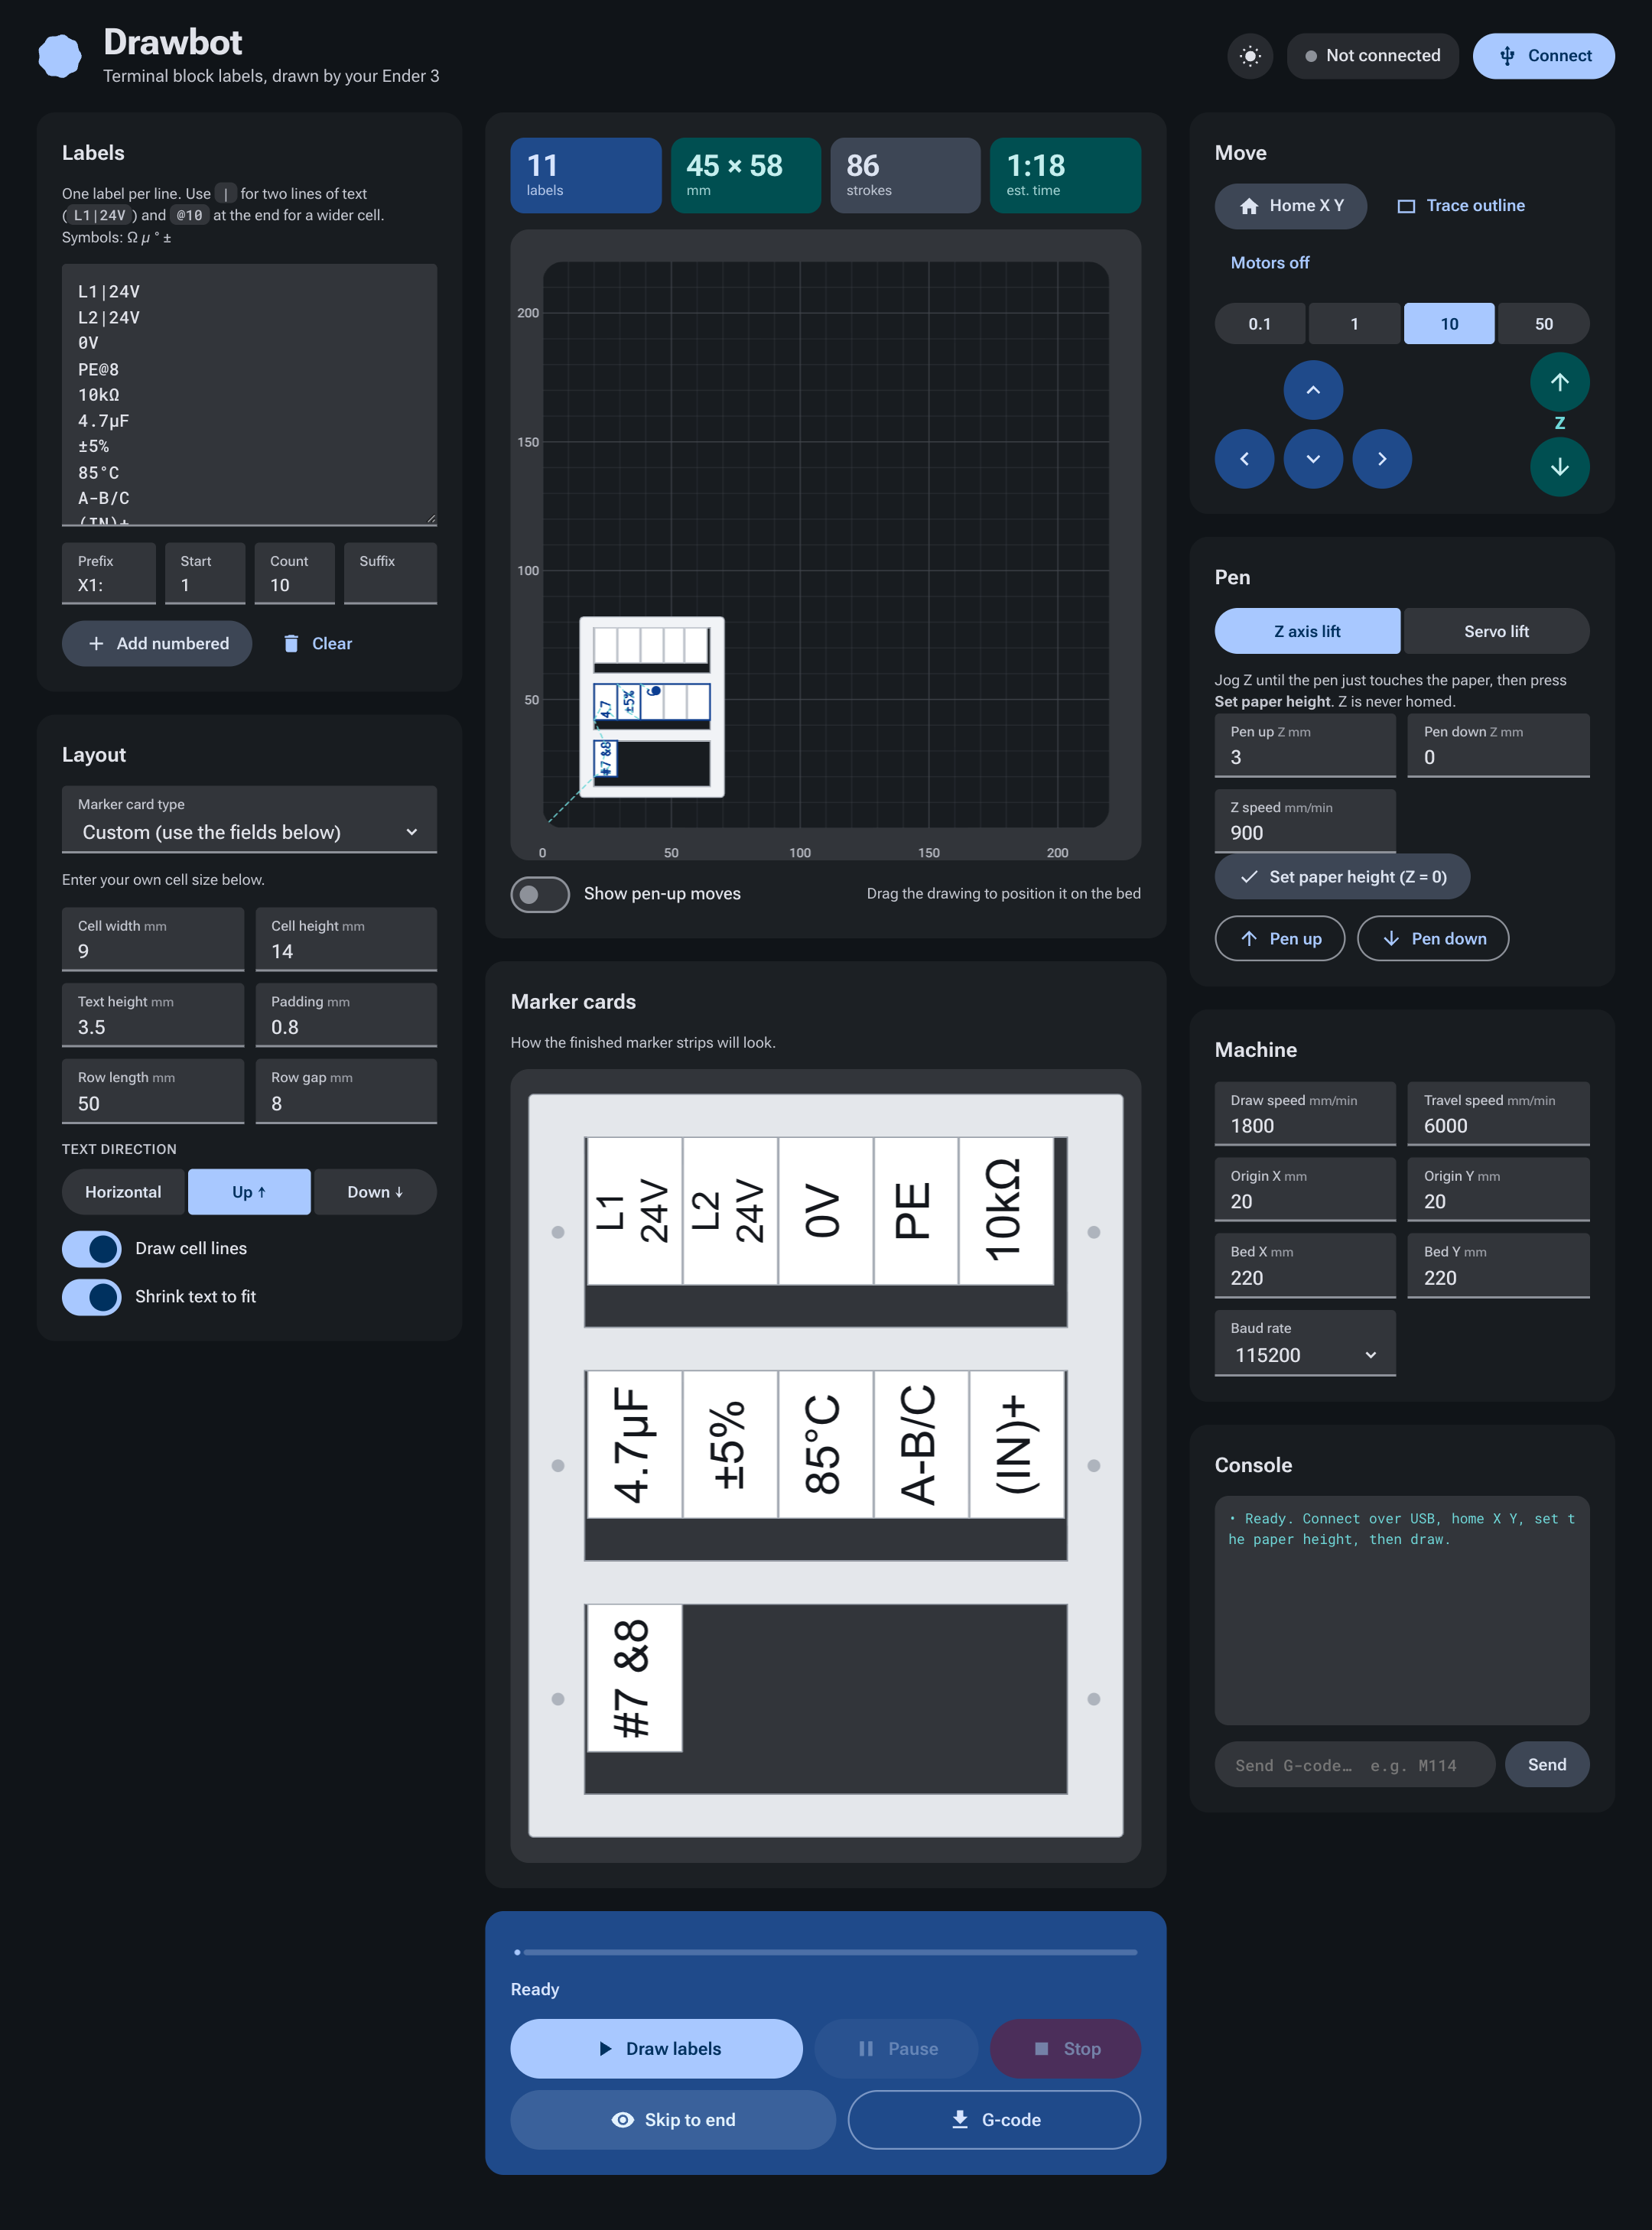 Drawbot
Terminal block labels, drawn by your Ender 3
Not connected
Connect
Labels
One label per line. Use | for two lines of text
(L1|24V) and @10 at the end for a wider cell.
Symbols: Ω µ ° ±
L1|24V
L2|24V
0V
PE@8
10kΩ
4.7µF
±5%
85°C
A-B/C
(IN)+
Prefix
X1:
Start
1
Count
10
Suffix
Add numbered
Clear
Layout
Marker card type
Custom (use the fields below)
Enter your own cell size below.
Cell width mm
9
Cell height mm
14
Text height mm
3.5
Padding mm
0.8
Row length mm
50
Row gap mm
8
TEXT DIRECTION
Horizontal
Up ↑
Down ↓
Draw cell lines
Shrink text to fit
11
labels
45 × 58
mm
86
strokes
1:18
est. time
200
150
100
50
4.7
±5%
#7 &8
0
50
100
150
200
Show pen-up moves
Drag the drawing to position it on the bed
Marker cards
How the finished marker strips will look.
L1
24V
L2
24V
0V
PE
10kΩ
4.7µF
±5%
85°C
A-B/C
(IN)+
#7 &8
Ready
Draw labels
Pause
Stop
Skip to end
G-code
Move
Home X Y
Trace outline
Motors off
0.1
1
10
50
Z
Pen
Z axis lift
Servo lift
Jog Z until the pen just touches the paper, then press
Set paper height. Z is never homed.
Pen up Z mm
3
Pen down Z mm
0
Z speed mm/min
900
Set paper height (Z = 0)
Pen up
Pen down
Machine
Draw speed mm/min
1800
Travel speed mm/min
6000
Origin X mm
20
Origin Y mm
20
Bed X mm
220
Bed Y mm
220
Baud rate
115200
Console
· Ready. Connect over USB, home X Y, set t
he paper height, then draw.
Send G-code… e.g. M114
Send